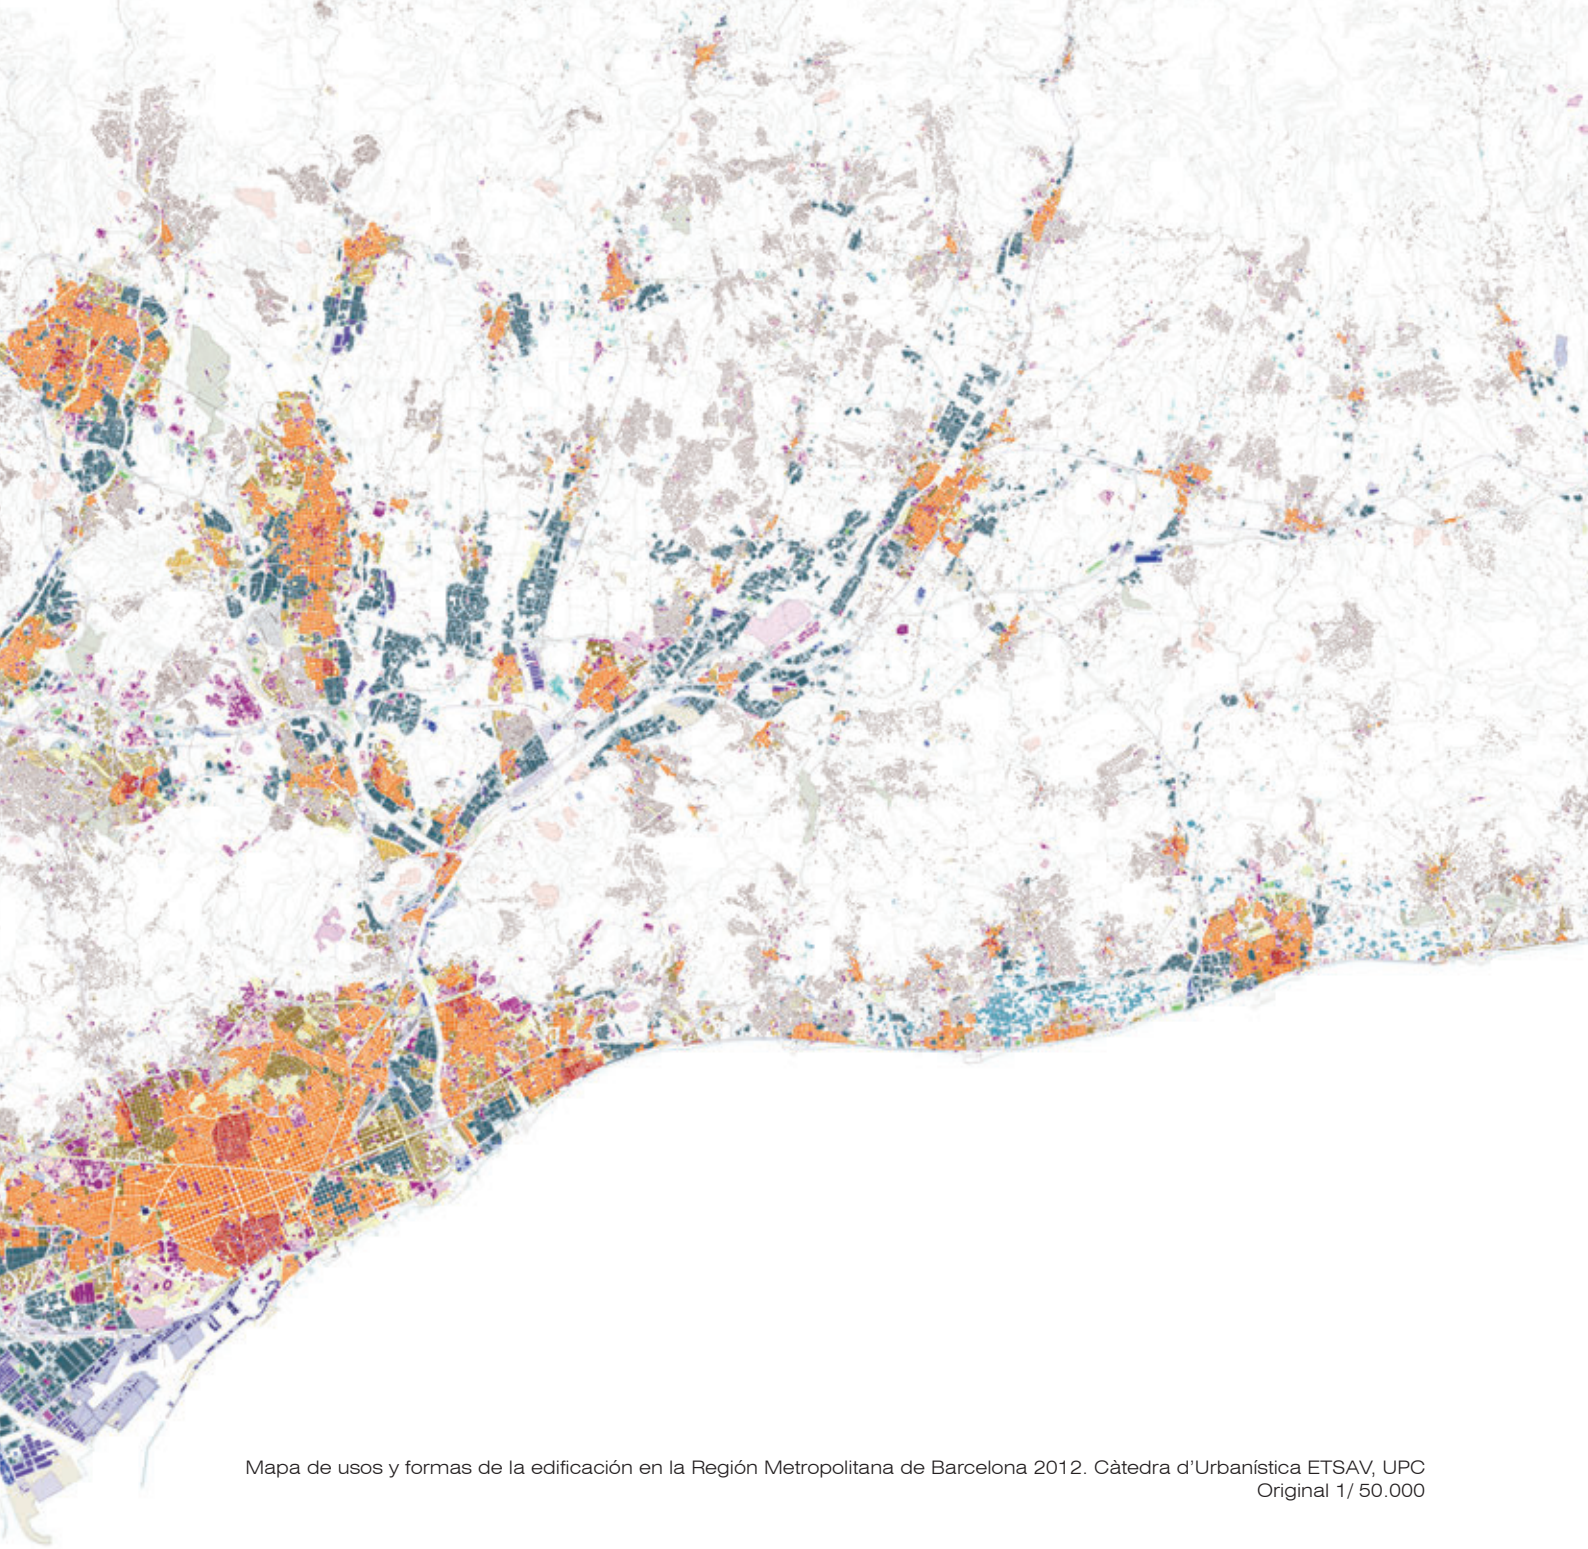 Mapa de usos y formas de la edificación en la Región Metropolitana de Barcelona 2012. Càtedra d’Urbanística ETSAV, UPC
Original 1/ 50.000